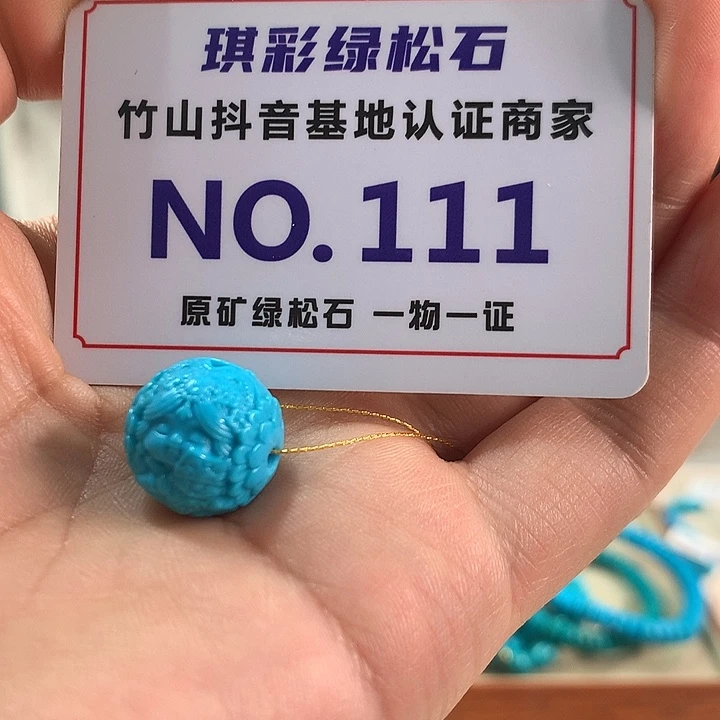 琪彩绿松石
竹山抖音基地认证商家
NO.111
原矿绿松石 一物一证